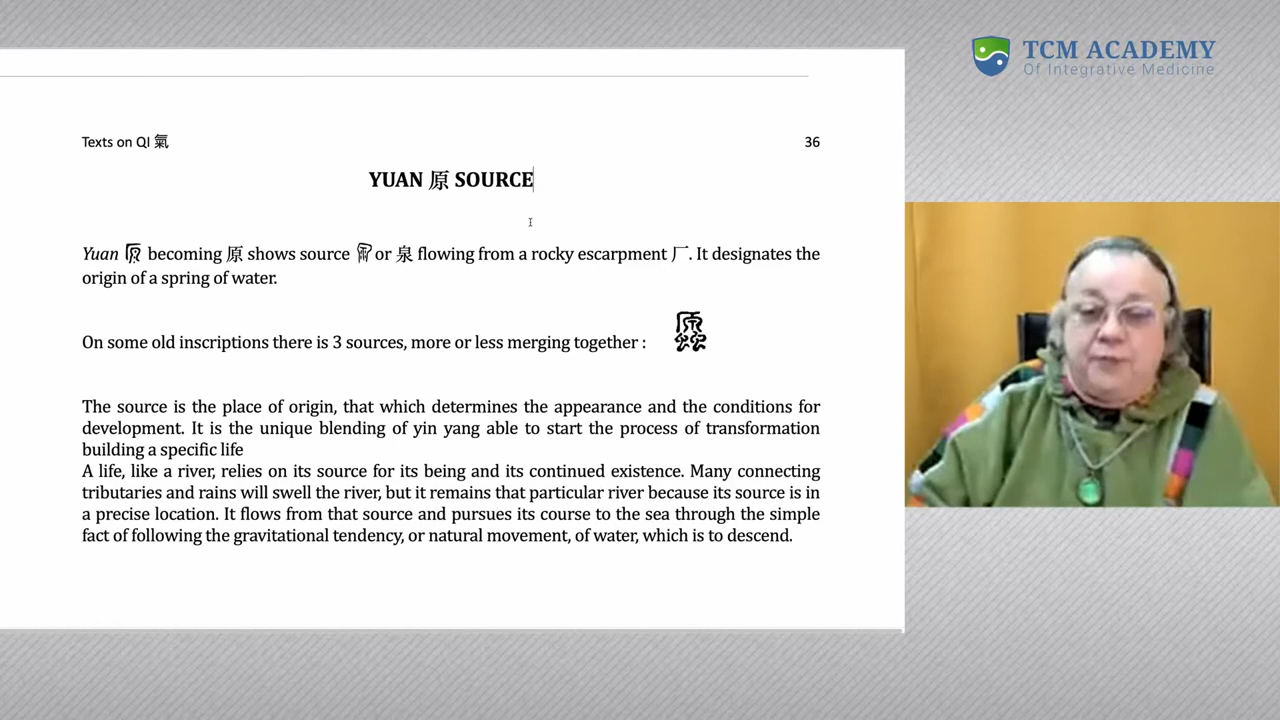 TCM ACADEMY
Of Integrative Medicine
Texts on QI 氣
36
YUAN 原 SOURCE
Yuan becoming 原 shows source or 泉 flowing from a rocky escarpment 厂. It designates the
origin of a spring of water.
On some old inscriptions there is 3 sources, more or less merging together :
The source is the place of origin, that which determines the appearance and the conditions for
development. It is the unique blending of yin yang able to start the process of transformation
building a specific life
A life, like a river, relies on its source for its being and its continued existence. Many connecting
tributaries and rains will swell the river, but it remains that particular river because its source is in
a precise location. It flows from that source and pursues its course to the sea through the simple
fact of following the gravitational tendency, or natural movement, of water, which is to descend.